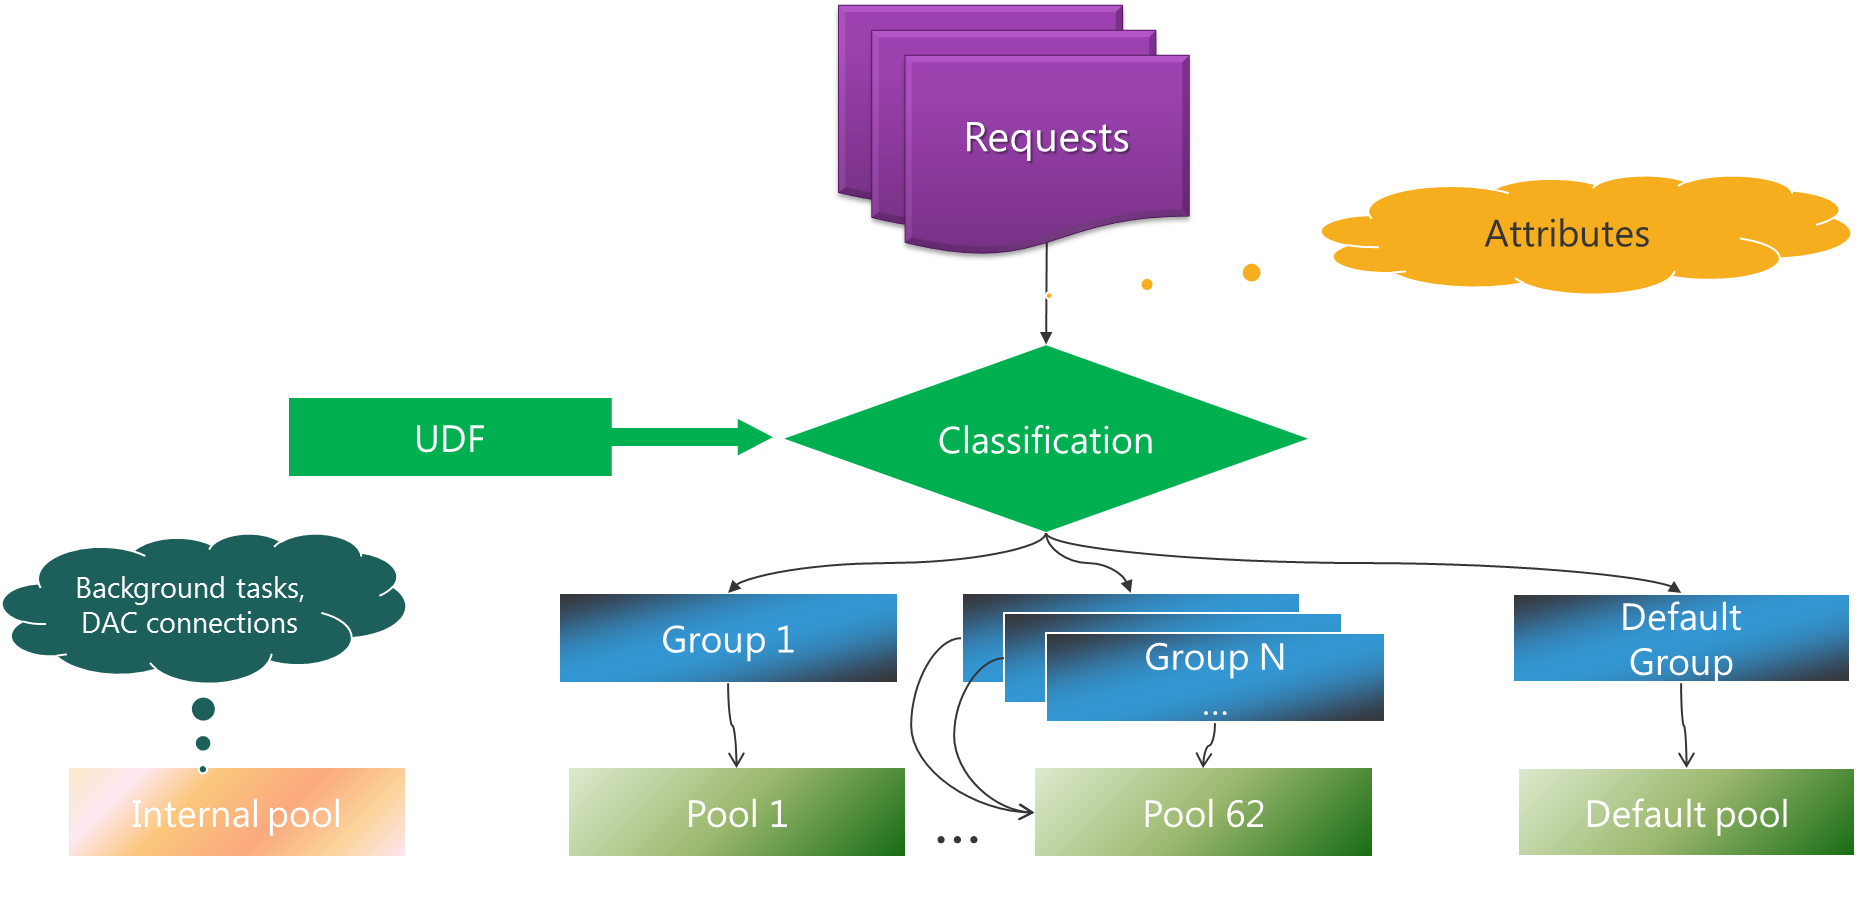 Requests
Attributes
UDF
Classification
Background tasks,
DAC connections
Group 1
Group N
...
Default
Group
Internal pool
Pool 1
...
Pool 62
Default pool